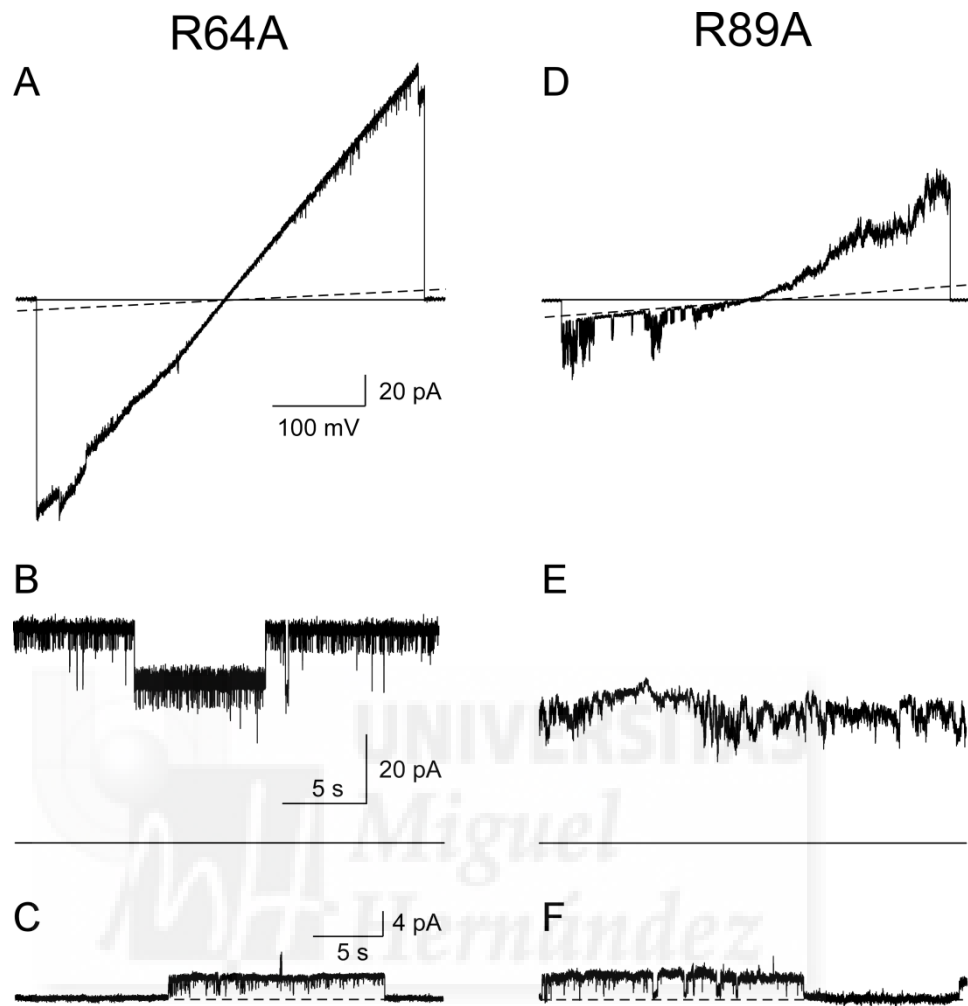 R64A
R89A
A
D
20 pA
100 mV
B
E
UNIVERSITAS
20 pA
5 s
Miguel
Hernández
C
4 pA
5 s
F